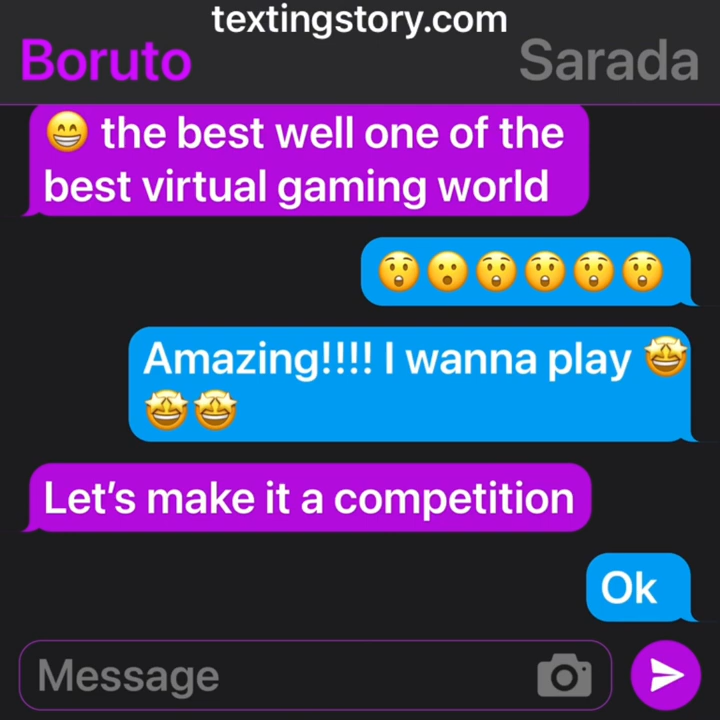 textingstory.com
Boruto
Sarada
😁 the best well one of the
best virtual gaming world
😲😯😲😲😲😲
Amazing!!!! I wanna play 🤩
🤩🤩
Let's make it a competition
Ok
Message